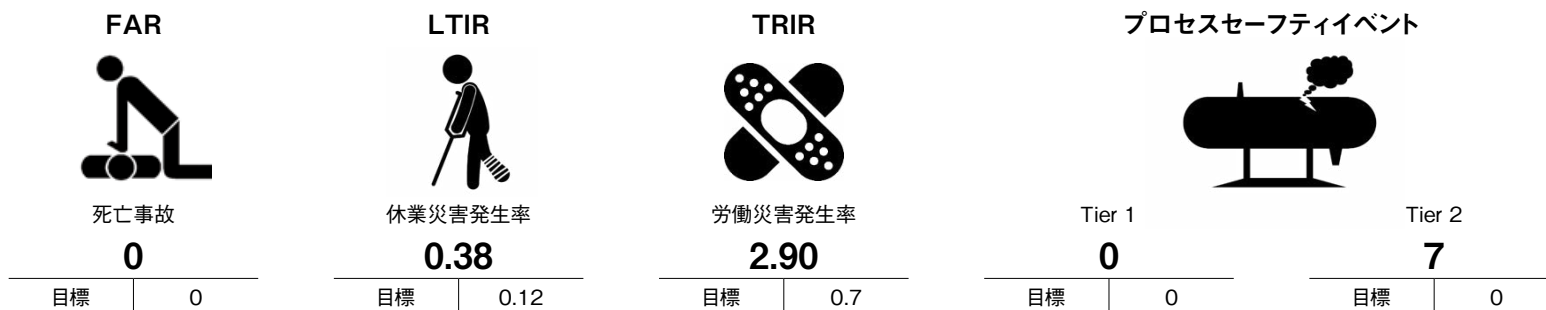 FAR
LTIR
TRIR
プロセスセーフティイベント
死亡事故
休業災害発生率
労働災害発生率
Tier 1
Tier 2
0
0.38
2.90
0
7
目標 0
目標 0.12
目標 0.7
目標 0
目標 0